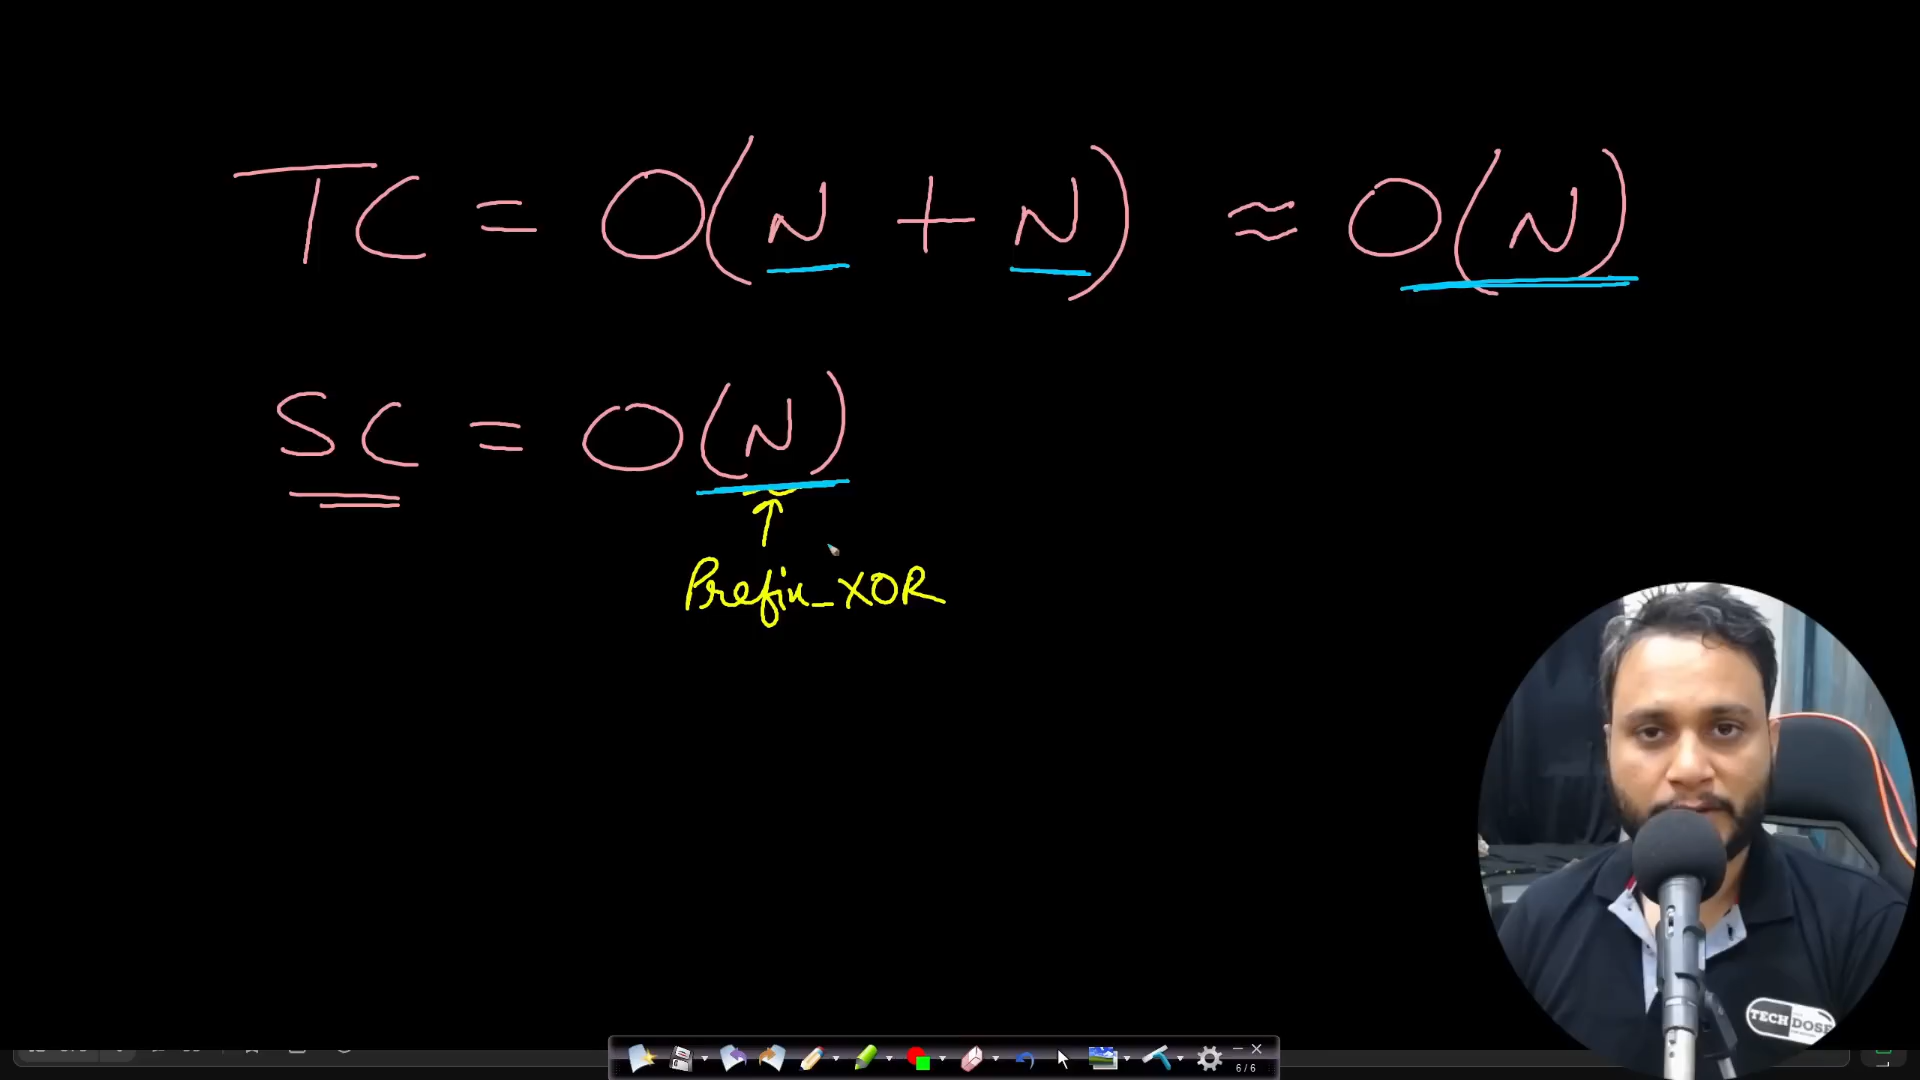 TC = O(N + N) ≈ O(N)
SC = O(N)
Prefix_XOR
TECH DOSE
6/6